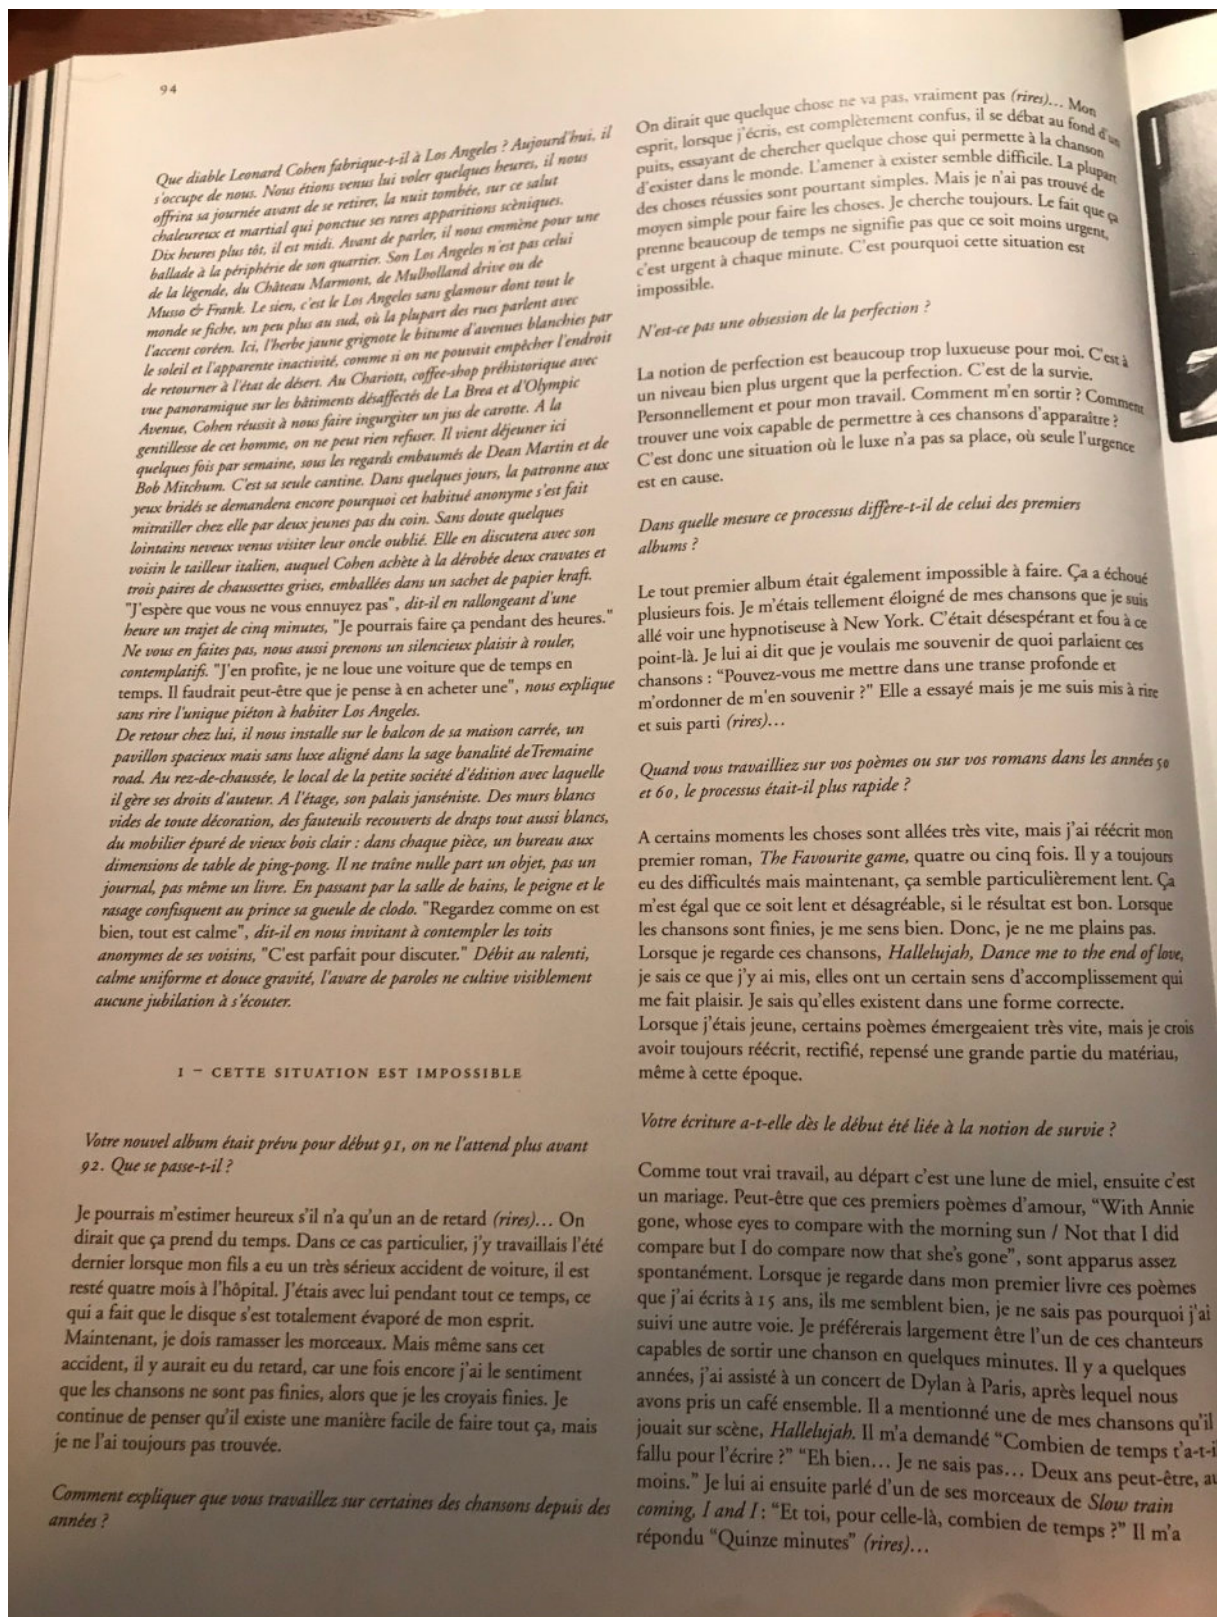 94
Que diable Leonard Cohen fabrique-t-il à Los Angeles ? Aujourd'hui, il
s'occupe de nous. Nous étions venus lui voler quelques heures, il nous
offrira sa journée avant de se retirer, la nuit tombée, sur ce salut
chaleureux et martial qui ponctue ses rares apparitions scèniques.
Dix heures plus tôt, il est midi. Avant de parler, il nous emmène pour une
ballade à la périphérie de son quartier. Son Los Angeles n'est pas celui
de la légende, du Château Marmont, de Mulholland drive ou de
Musso & Frank. Le sien, c'est le Los Angeles sans glamour dont tout le
monde se fiche, un peu plus au sud, où la plupart des rues parlent avec
l'accent coréen. Ici, l'herbe jaune grignote le bitume d'avenues blanchies par
le soleil et l'apparente inactivité, comme si on ne pouvait empêcher l'endroit
de retourner à l'état de désert. Au Chariott, coffee-shop préhistorique avec
vue panoramique sur les bâtiments désaffectés de La Brea et d'Olympic
Avenue, Cohen réussit à nous faire ingurgiter un jus de carotte. A la
gentillesse de cet homme, on ne peut rien refuser. Il vient déjeuner ici
quelques fois par semaine, sous les regards embaumés de Dean Martin et de
Bob Mitchum. C'est sa seule cantine. Dans quelques jours, la patronne aux
yeux bridés se demandera encore pourquoi cet habitué anonyme s'est fait
mitrailler chez elle par deux jeunes pas du coin. Sans doute quelques
lointains neveux venus visiter leur oncle oublié. Elle en discutera avec son
voisin le tailleur italien, auquel Cohen achète à la dérobée deux cravates et
trois paires de chaussettes grises, emballées dans un sachet de papier kraft.
"J'espère que vous ne vous ennuyez pas", dit-il en rallongeant d'une
heure un trajet de cinq minutes, "Je pourrais faire ça pendant des heures."
Ne vous en faites pas, nous aussi prenons un silencieux plaisir à rouler,
contemplatifs. "J'en profite, je ne loue une voiture que de temps en
temps. Il faudrait peut-être que je pense à en acheter une", nous explique
sans rire l'unique piéton à habiter Los Angeles.
De retour chez lui, il nous installe sur le balcon de sa maison carrée, un
pavillon spacieux mais sans luxe aligné dans la sage banalité de Tremaine
road. Au rez-de-chaussée, le local de la petite société d'édition avec laquelle
il gère ses droits d'auteur. A l'étage, son palais janséniste. Des murs blancs
vides de toute décoration, des fauteuils recouverts de draps tout aussi blancs,
du mobilier épuré de vieux bois clair : dans chaque pièce, un bureau aux
dimensions de table de ping-pong. Il ne traîne nulle part un objet, pas un
journal, pas même un livre. En passant par la salle de bains, le peigne et le
rasage confisquent au prince sa gueule de clodo. "Regardez comme on est
bien, tout est calme", dit-il en nous invitant à contempler les toits
anonymes de ses voisins, "C'est parfait pour discuter." Débit au ralenti,
calme uniforme et douce gravité, l'avare de paroles ne cultive visiblement
aucune jubilation à s'écouter.
I – CETTE SITUATION EST IMPOSSIBLE
Votre nouvel album était prévu pour début 91, on ne l'attend plus avant
92. Que se passe-t-il ?
Je pourrais m'estimer heureux s'il n'a qu'un an de retard (rires)... On
dirait que ça prend du temps. Dans ce cas particulier, j'y travaillais l'été
dernier lorsque mon fils a eu un très sérieux accident de voiture, il est
resté quatre mois à l'hôpital. J'étais avec lui pendant tout ce temps, ce
qui a fait que le disque s'est totalement évaporé de mon esprit.
Maintenant, je dois ramasser les morceaux. Mais même sans cet
accident, il y aurait eu du retard, car une fois encore j'ai le sentiment
que les chansons ne sont pas finies, alors que je les croyais finies. Je
continue de penser qu'il existe une manière facile de faire tout ça, mais
je ne l'ai toujours pas trouvée.
Comment expliquer que vous travaillez sur certaines des chansons depuis des
années ?
On dirait que quelque chose ne va pas, vraiment pas (rires)... Mon
esprit, lorsque j'écris, est complètement confus, il se débat au fond d'un
puits, essayant de chercher quelque chose qui permette à la chanson
d'exister dans le monde. L'amener à exister semble difficile. La plupart
des choses réussies sont pourtant simples. Mais je n'ai pas trouvé de
moyen simple pour faire les choses. Je cherche toujours. Le fait que ça
prenne beaucoup de temps ne signifie pas que ce soit moins urgent,
c'est urgent à chaque minute. C'est pourquoi cette situation est
impossible.
N'est-ce pas une obsession de la perfection ?
La notion de perfection est beaucoup trop luxueuse pour moi. C'est à
un niveau bien plus urgent que la perfection. C'est de la survie.
Personnellement et pour mon travail. Comment m'en sortir ? Comment
trouver une voix capable de permettre à ces chansons d'apparaître ?
C'est donc une situation où le luxe n'a pas sa place, où seule l'urgence
est en cause.
Dans quelle mesure ce processus diffère-t-il de celui des premiers
albums ?
Le tout premier album était également impossible à faire. Ça a échoué
plusieurs fois. Je m'étais tellement éloigné de mes chansons que je suis
allé voir une hypnotiseuse à New York. C'était désespérant et fou à ce
point-là. Je lui ai dit que je voulais me souvenir de quoi parlaient ces
chansons : "Pouvez-vous me mettre dans une transe profonde et
m'ordonner de m'en souvenir ?" Elle a essayé mais je me suis mis à rire
et suis parti (rires)...
Quand vous travailliez sur vos poèmes ou sur vos romans dans les années 50
et 60, le processus était-il plus rapide ?
A certains moments les choses sont allées très vite, mais j'ai réécrit mon
premier roman, The Favourite game, quatre ou cinq fois. Il y a toujours
eu des difficultés mais maintenant, ça semble particulièrement lent. Ça
m'est égal que ce soit lent et désagréable, si le résultat est bon. Lorsque
les chansons sont finies, je me sens bien. Donc, je ne me plains pas.
Lorsque je regarde ces chansons, Hallelujah, Dance me to the end of love,
je sais ce que j'y ai mis, elles ont un certain sens d'accomplissement qui
me fait plaisir. Je sais qu'elles existent dans une forme correcte.
Lorsque j'étais jeune, certains poèmes émergeaient très vite, mais je crois
avoir toujours réécrit, rectifié, repensé une grande partie du matériau,
même à cette époque.
Votre écriture a-t-elle dès le début été liée à la notion de survie ?
Comme tout vrai travail, au départ c'est une lune de miel, ensuite c'est
un mariage. Peut-être que ces premiers poèmes d'amour, "With Annie
gone, whose eyes to compare with the morning sun / Not that I did
compare but I do compare now that she's gone", sont apparus assez
spontanément. Lorsque je regarde dans mon premier livre ces poèmes
que j'ai écrits à 15 ans, ils me semblent bien, je ne sais pas pourquoi j'ai
suivi une autre voie. Je préférerais largement être l'un de ces chanteurs
capables de sortir une chanson en quelques minutes. Il y a quelques
années, j'ai assisté à un concert de Dylan à Paris, après lequel nous
avons pris un café ensemble. Il a mentionné une de mes chansons qu'il
jouait sur scène, Hallelujah. Il m'a demandé "Combien de temps t'a-t-i
fallu pour l'écrire ?" "Eh bien... Je ne sais pas... Deux ans peut-être, au
moins." Je lui ai ensuite parlé d'un de ses morceaux de Slow train
coming, I and I : "Et toi, pour celle-là, combien de temps ?" Il m'a
répondu "Quinze minutes" (rires)...